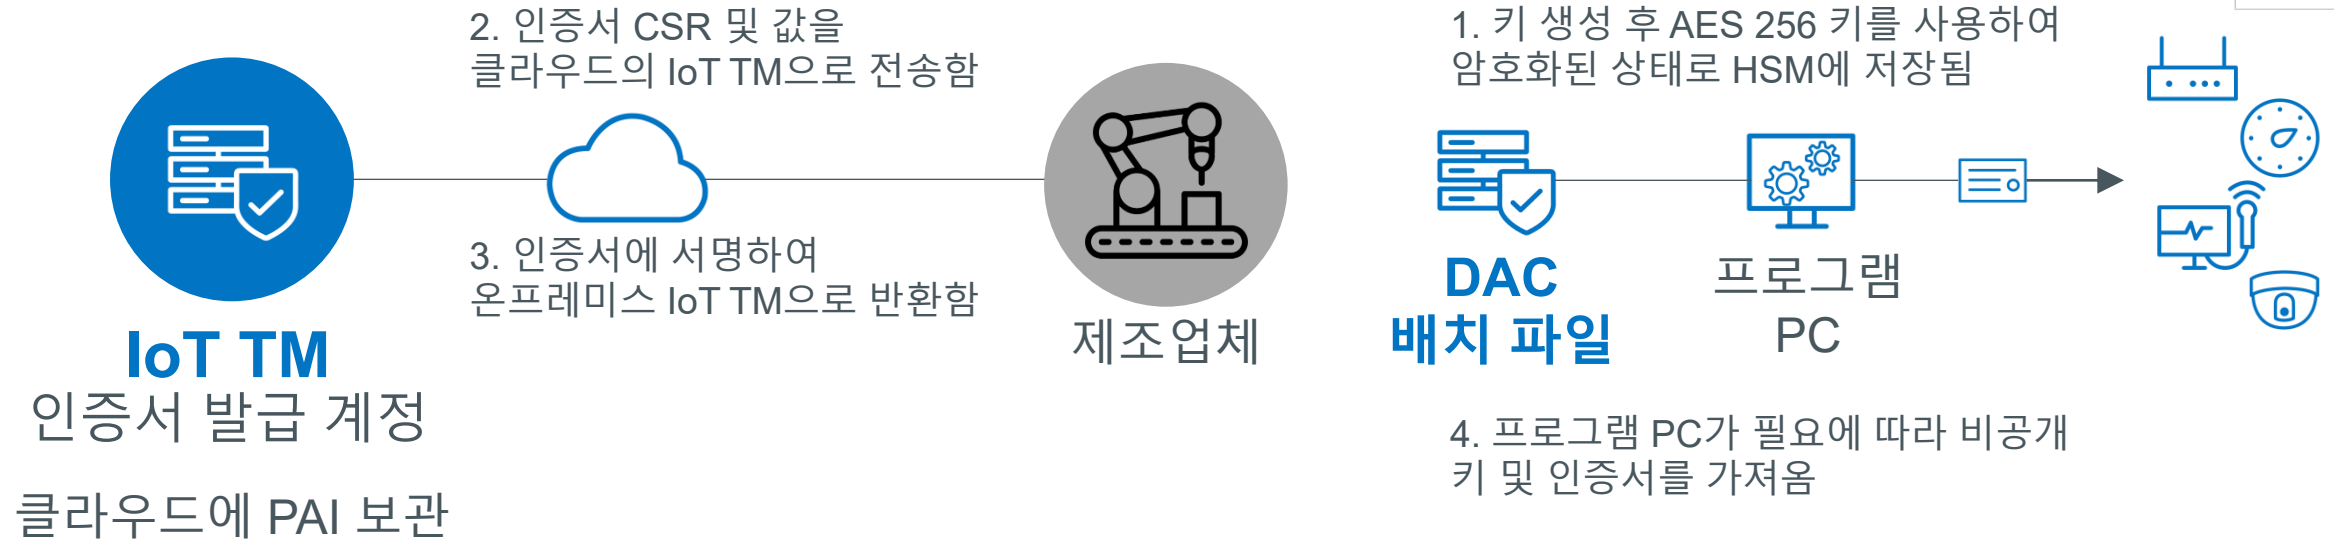 2. 인증서 CSR 및 값을
클라우드의 IoT TM으로 전송함
3. 인증서에 서명하여
온프레미스 IoT TM으로 반환함
IoT TM
인증서 발급 계정
클라우드에 PAI 보관
제조업체
1. 키 생성 후 AES 256 키를 사용하여
암호화된 상태로 HSM에 저장됨
DAC
배치 파일
프로그램
PC
4. 프로그램 PC가 필요에 따라 비공개
키 및 인증서를 가져옴